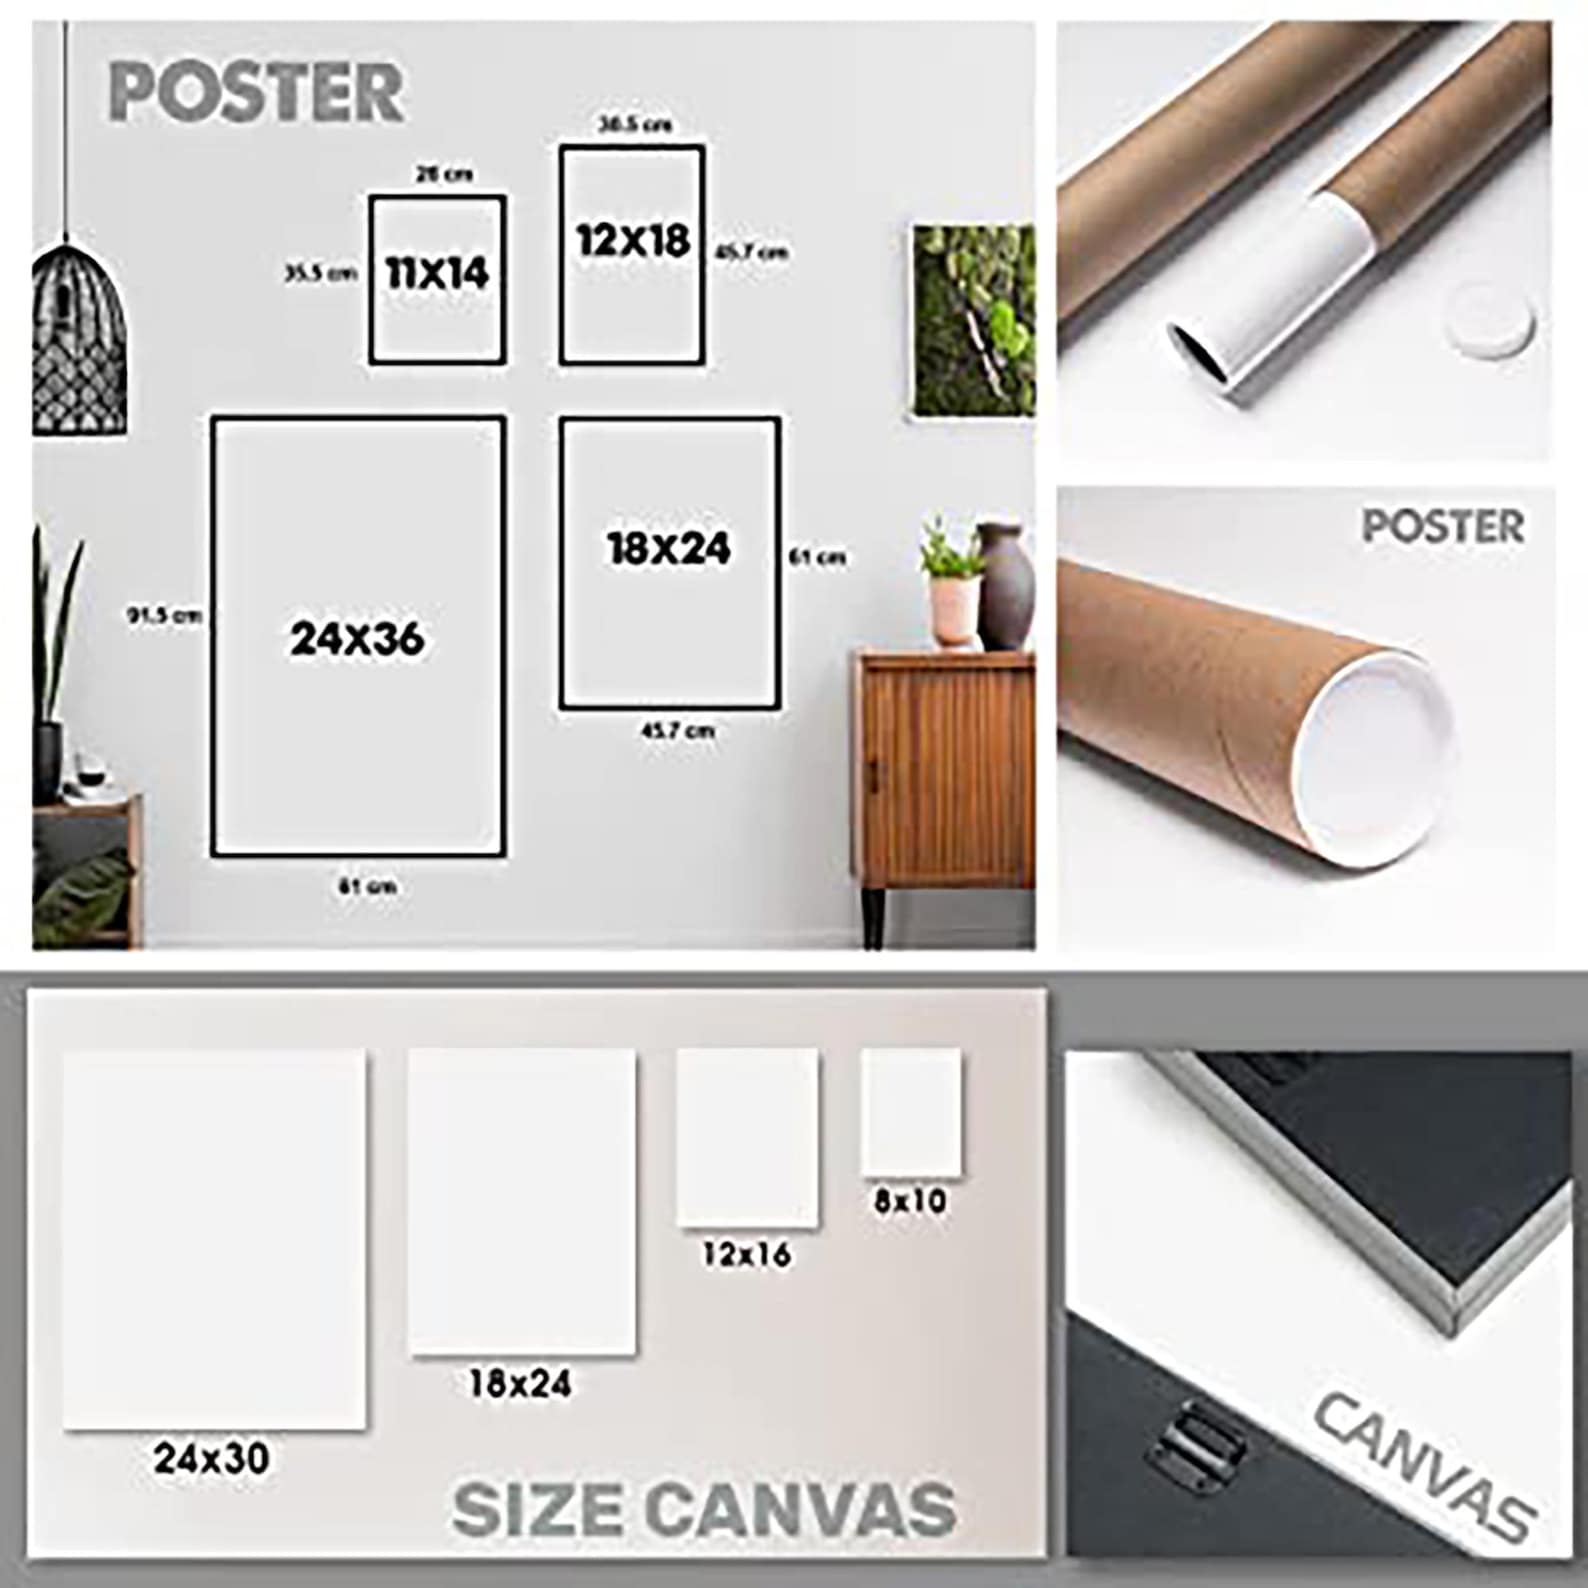 POSTER
28 cm
35.5 cm
11X14
30.5 cm
12X18
45.7 cm
91.5 cm
24X36
61 cm
18X24
61 cm
45.7 cm
POSTER
24x30
18x24
12x16
8x10
SIZE CANVAS
CANVAS